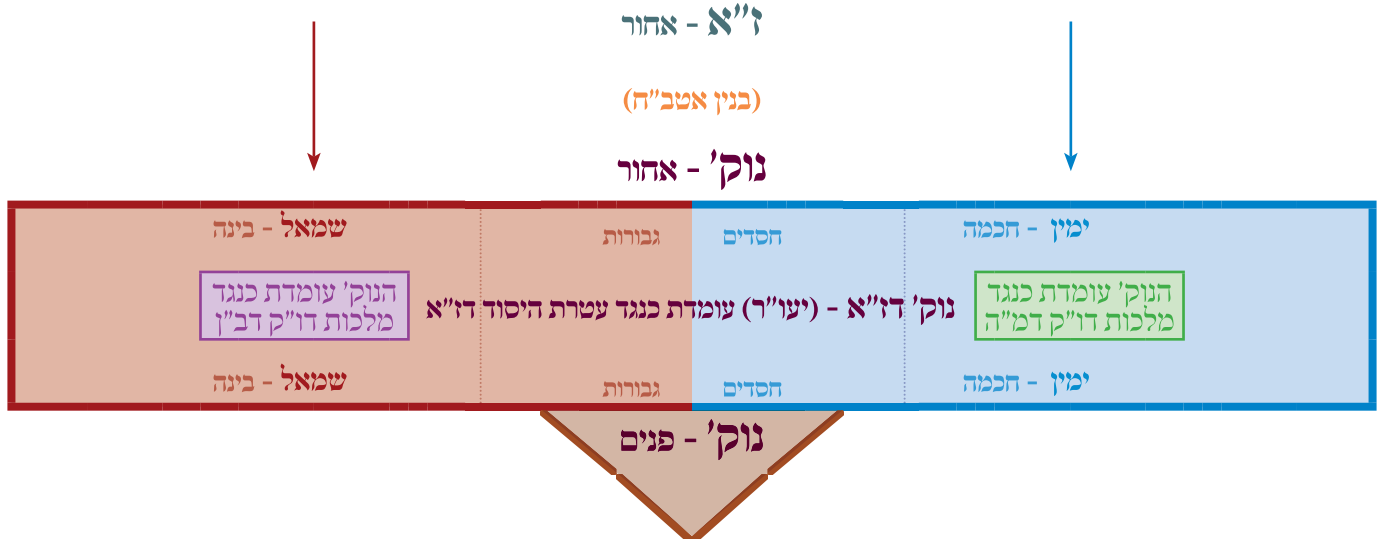 ז"א - אחור
(בנין אטב"ח)
נוק' - אחור
ימין - חכמה
חסדים
גבורות
שמאל - בינה
הנוק' עומדת כנגד
מלכות דו"ק דמ"ה
נוק' דז"א - (יעו"ר) עומדת כנגד עטרת היסוד דז"א
הנוק' עומדת כנגד
מלכות דו"ק דב"ן
ימין - חכמה
חסדים
גבורות
שמאל - בינה
נוק' - פנים